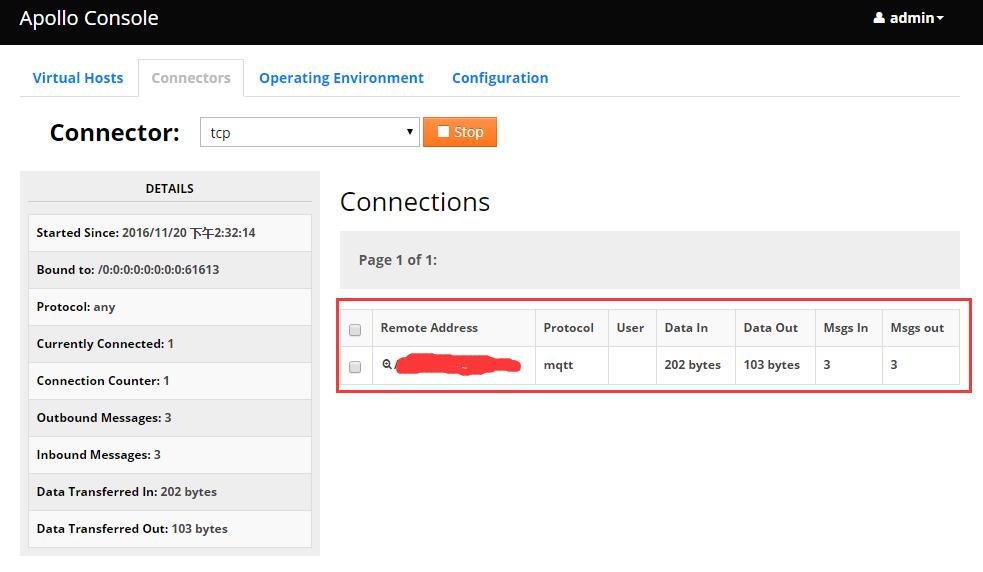 Apollo Console
admin
Virtual Hosts Connectors Operating Environment Configuration
Connector: tcp Stop
DETAILS
Started Since: 2016/11/20 下午2:32:14
Bound to: /0:0:0:0:0:0:0:0:61613
Protocol: any
Currently Connected: 1
Connection Counter: 1
Outbound Messages: 3
Inbound Messages: 3
Data Transferred In: 202 bytes
Data Transferred Out: 103 bytes
Connections
Page 1 of 1:
Remote Address Protocol User Data In Data Out Msgs In Msgs out
mqtt 202 bytes 103 bytes 3 3